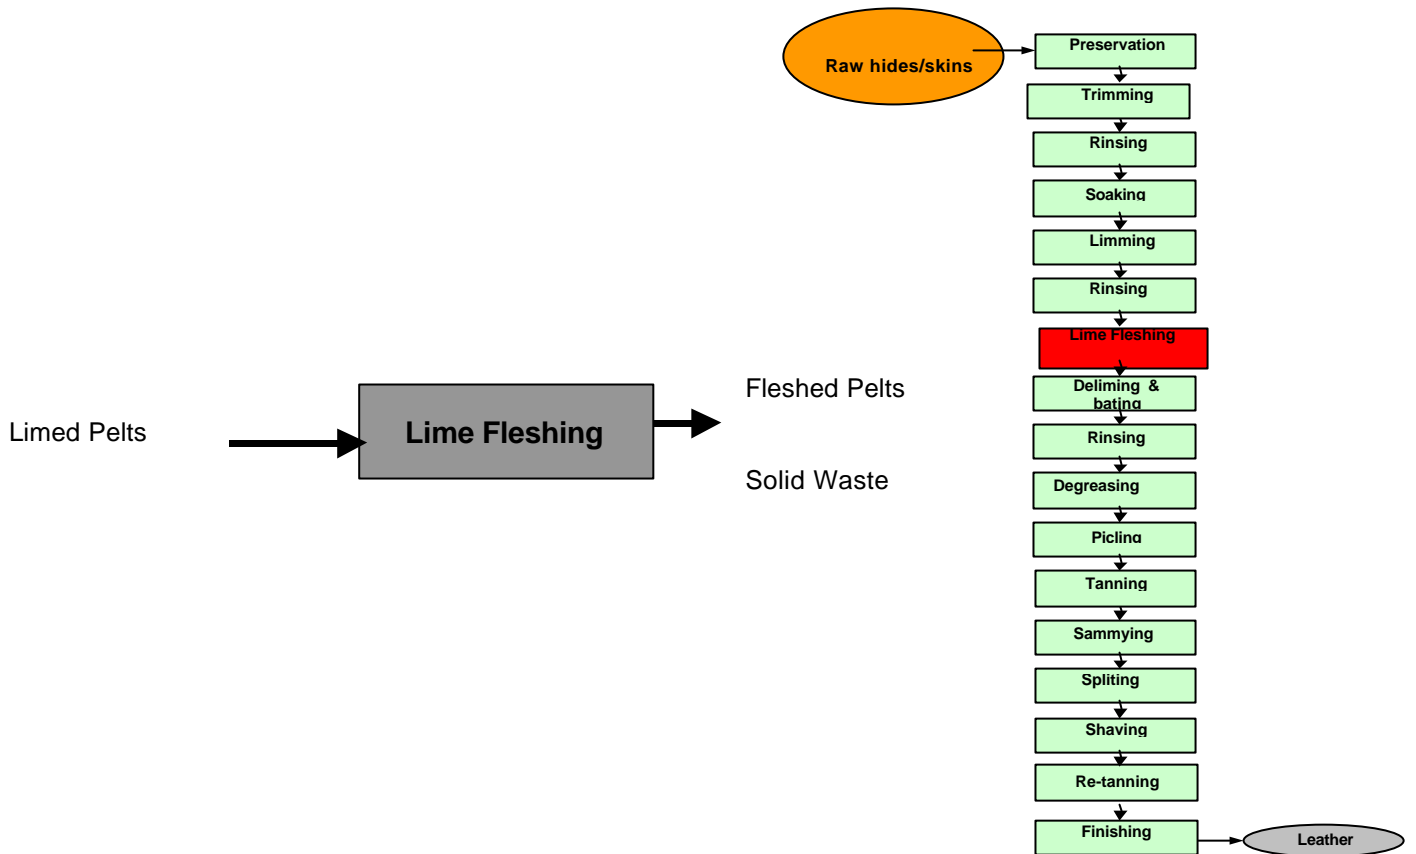 Limed Pelts
Lime Fleshing
Fleshed Pelts
Solid Waste
Raw hides/skins
Preservation
Trimming
Rinsing
Soaking
Limming
Rinsing
Lime Fleshing
Deliming &
bating
Rinsing
Degreasing
Picling
Tanning
Sammying
Spliting
Shaving
Re-tanning
Finishing
Leather